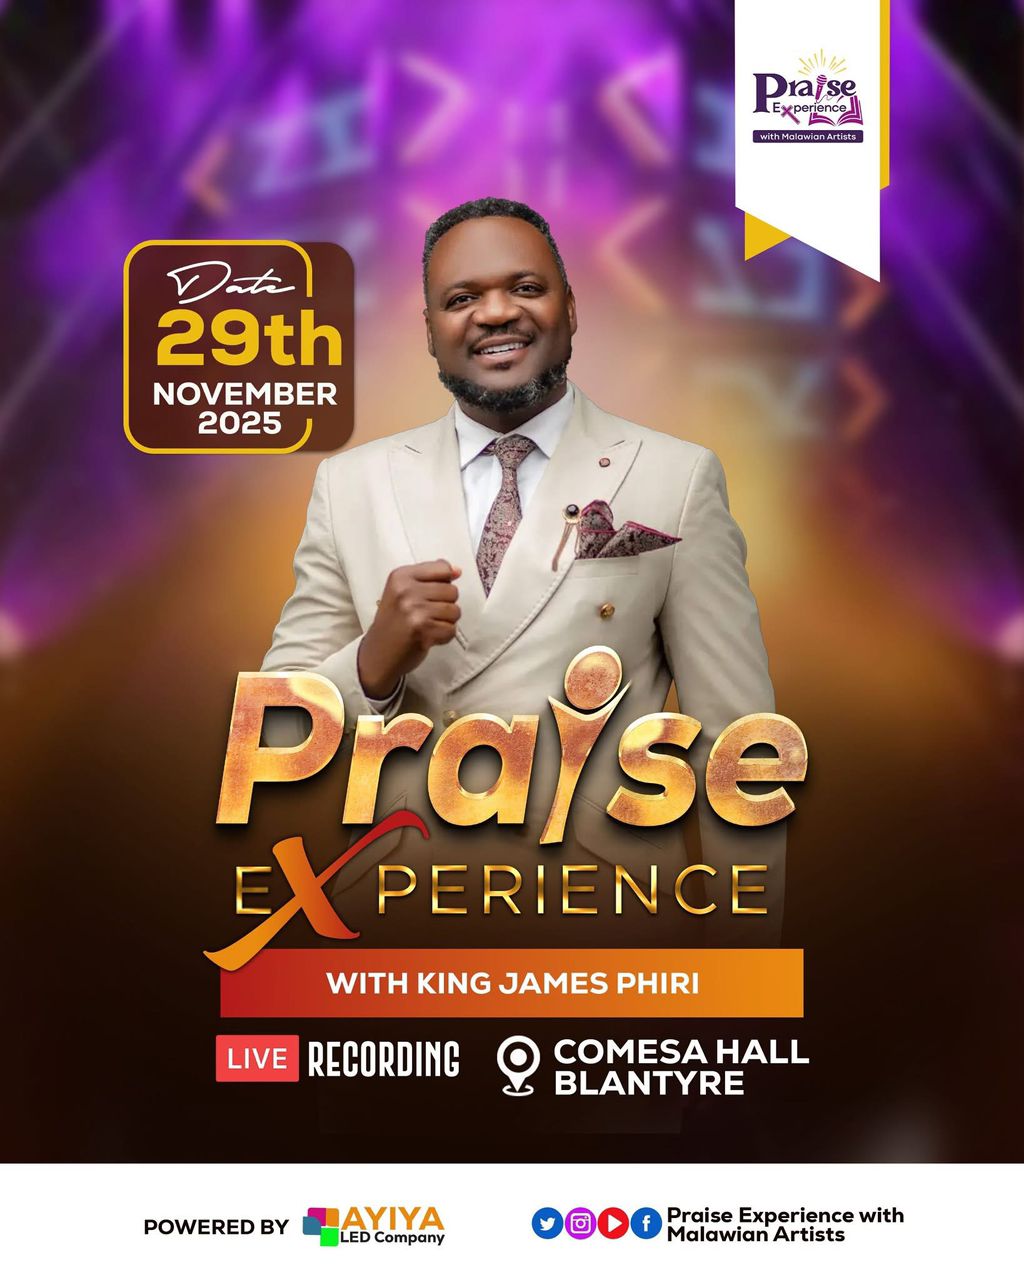 Praise
Experience
with Malawian Artists
Date
29th
NOVEMBER
2025
Praise
EXPERIENCE
WITH KING JAMES PHIRI
LIVE RECORDING
COMESA HALL
BLANTYRE
POWERED BY
AYIYA
LED Company
Praise Experience with
Malawian Artists